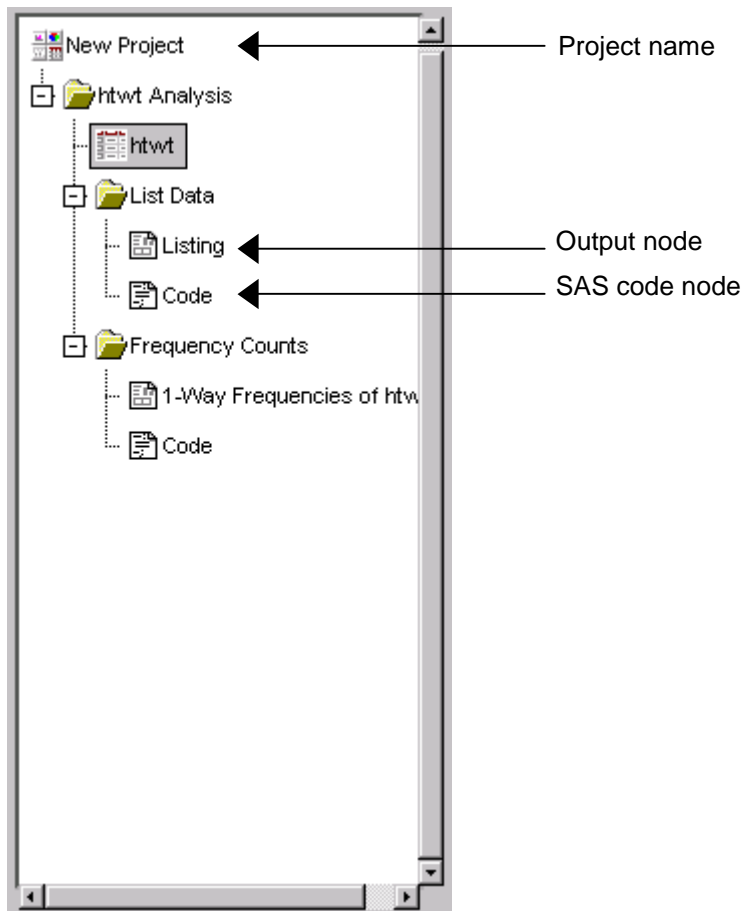 New Project
Project name
htwt Analysis
htwt
List Data
Listing
Output node
Code
SAS code node
Frequency Counts
1-Way Frequencies of htw
Code